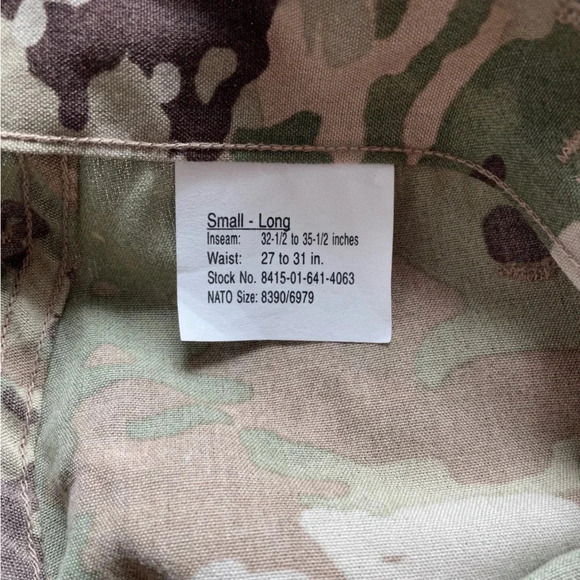 Small - Long
Inseam: 32-1/2 to 35-1/2 inches
Waist: 27 to 31 in.
Stock No. 8415-01-641-4063
NATO Size: 8390/6979